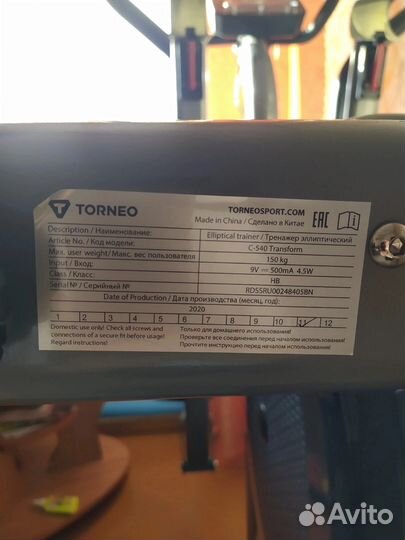 TORNEO
TORNEOSPORT.COM
Made in China / Сделано в Китае
EAC
Description / Наименование: Elliptical trainer / Тренажер эллиптический
Article No. / Код модели: C-540 Transform
Max. user weight / Макс. вес пользователя 150 kg
Input / Вход: 9V 500mA 4.5W
Class / Класс: HB
Serial № / Серийный № RDS5RU00248405BN
Date of Production / Дата производства (месяц, год):
2020
1 2 3 4 5 6 7 8 9 10 11 12
Domestic use only! Check all screws and
connections of a secure fit before usage!
Regard instructions.
Только для домашнего использования!
Проверьте все соединения перед началом использования!
Прочтите инструкцию перед началом использования!
Avito